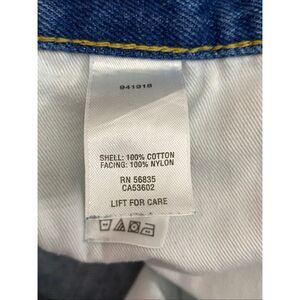 941918
SHELL: 100% COTTON
FACING: 100% NYLON
RN 56835
CA53602
LIFT FOR CARE